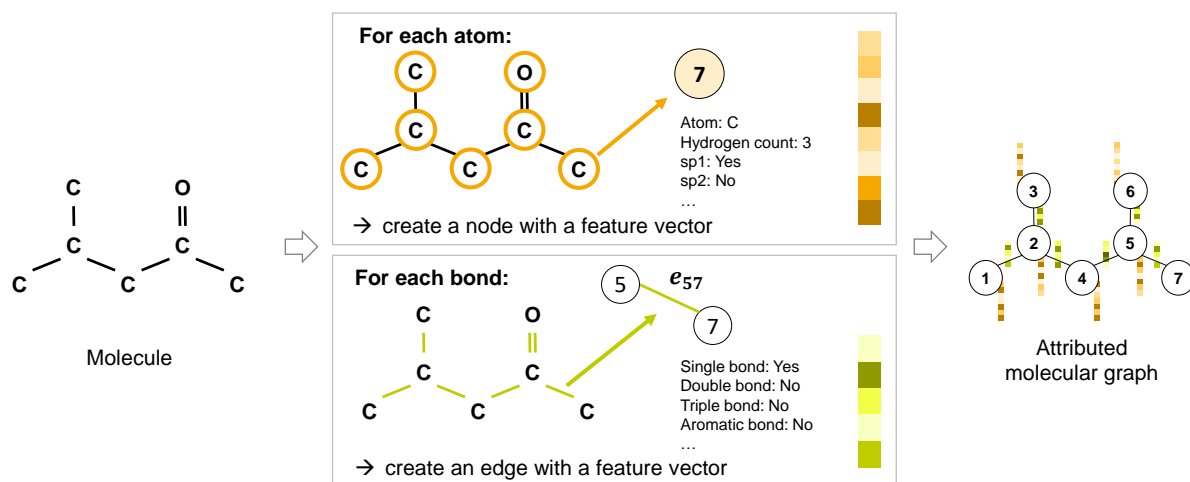 C
O
C
C
C
C
C
Molecule
For each atom:
C
O
C
C
C
C
C
7
Atom: C
Hydrogen count: 3
sp1: Yes
sp2: No
...
→ create a node with a feature vector
For each bond:
C
O
C
C
C
C
C
5
e57
7
Single bond: Yes
Double bond: No
Triple bond: No
Aromatic bond: No
...
→ create an edge with a feature vector
3
6
2
5
1
4
7
Attributed
molecular graph